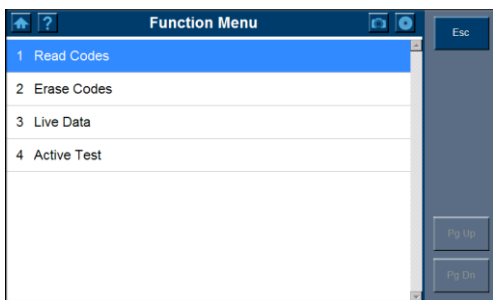 ? Function Menu
Esc
1 Read Codes
2 Erase Codes
3 Live Data
4 Active Test
Pg Up
Pg Dn